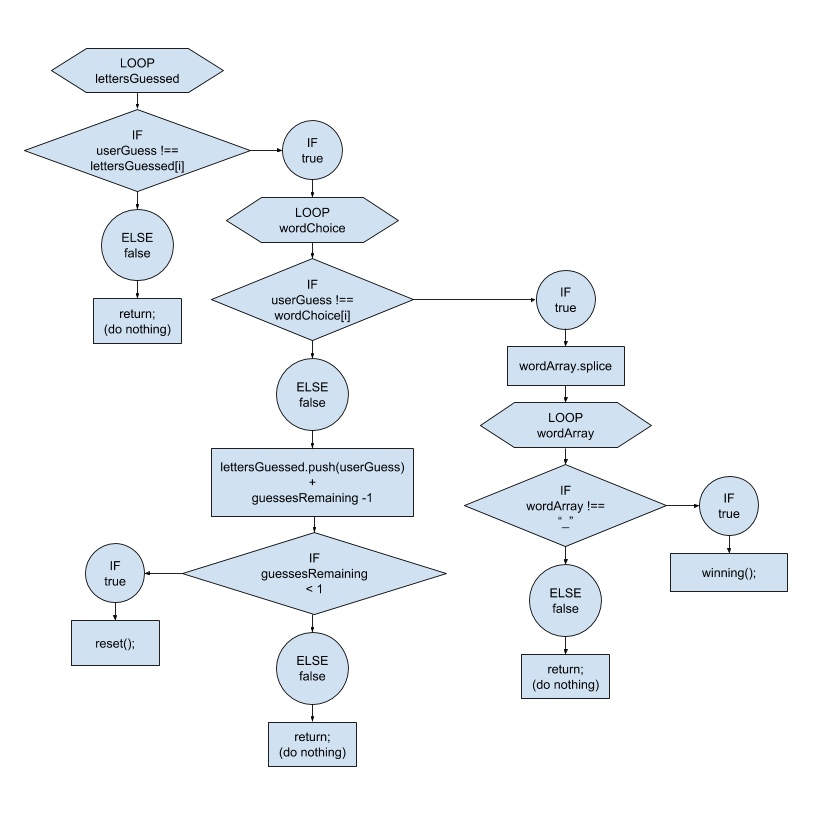 LOOP
lettersGuessed
IF
userGuess !==
lettersGuessed[i]
IF
true
ELSE
false
return;
(do nothing)
LOOP
wordChoice
IF
userGuess !==
wordChoice[i]
IF
true
wordArray.splice
ELSE
false
LOOP
wordArray
lettersGuessed.push(userGuess)
+
guessesRemaining -1
IF
wordArray !==
“_”
IF
true
winning();
IF
guessesRemaining
< 1
IF
true
reset();
ELSE
false
return;
(do nothing)
ELSE
false
return;
(do nothing)